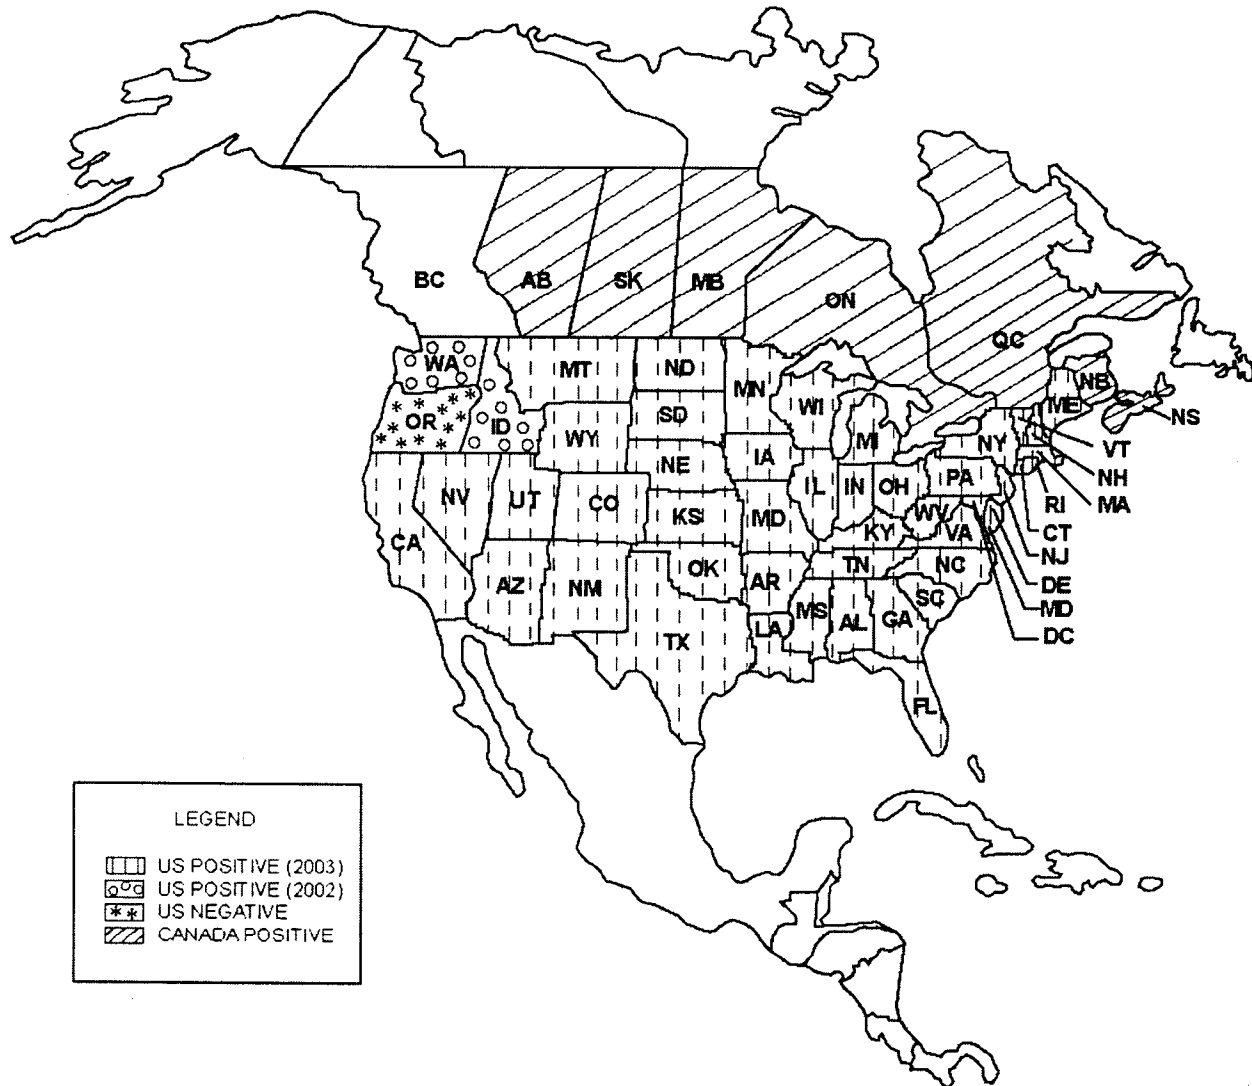 BC
AB
SK
MB
ON
QC
WA
MT
ND
MN
OR
ID
SD
WI
MI
ME
NB
NS
WY
NE
IA
NY
VT
NH
MA
RI
CT
NJ
DE
MD
DC
NV
UT
CO
KS
MD
IL
IN
OH
PA
WV
VA
KY
CA
AZ
NM
OK
AR
TN
NC
SC
TX
LA
MS
AL
GA
FL
LEGEND
US POSITIVE (2003)
US POSITIVE (2002)
US NEGATIVE
CANADA POSITIVE